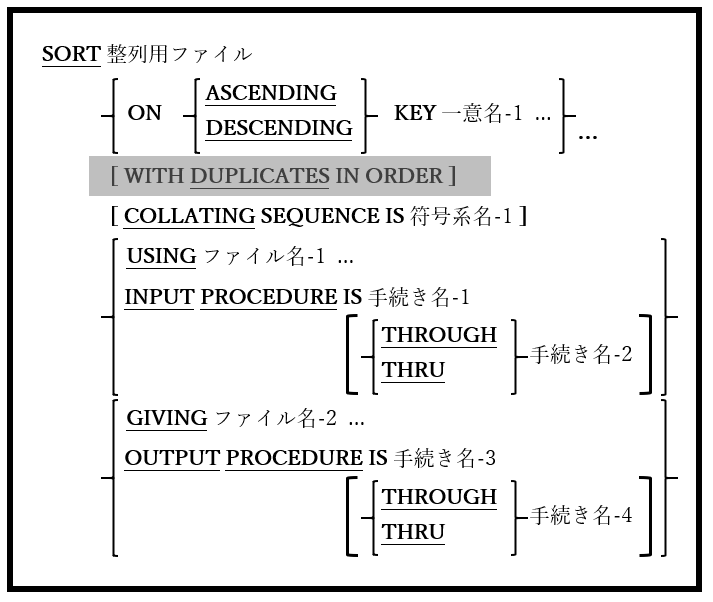 SORT 整列用ファイル
ON ASCENDING KEY 一意名-1 ...
DESCENDING
...
[ WITH DUPLICATES IN ORDER ]
[ COLLATING SEQUENCE IS 符号系名-1 ]
USING ファイル名-1 ...
INPUT PROCEDURE IS 手続き名-1
THROUGH
手続き名-2
THRU
GIVING ファイル名-2 ...
OUTPUT PROCEDURE IS 手続き名-3
THROUGH
手続き名-4
THRU